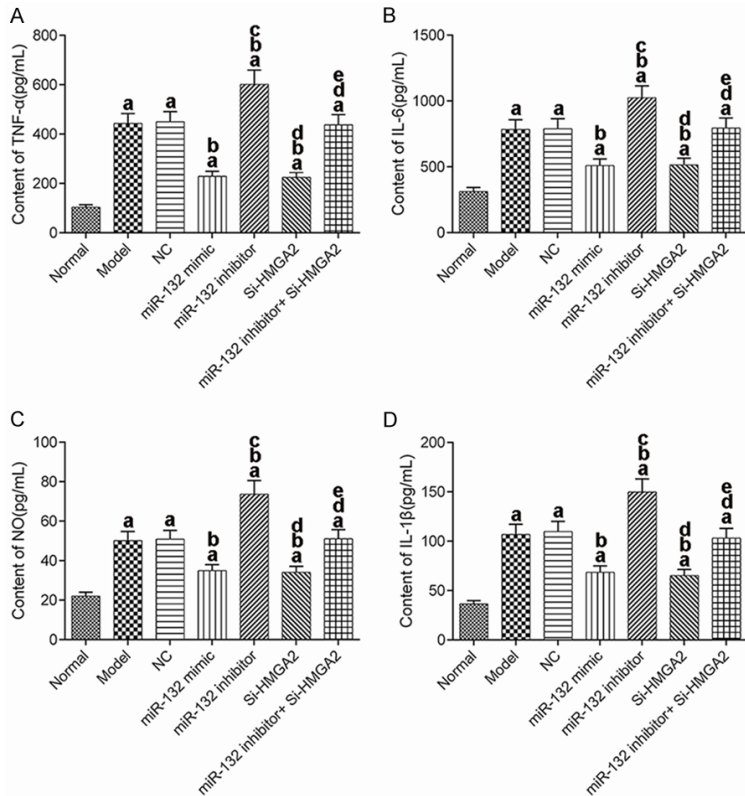 A
Content of TNF-α(pg/mL)
800
600
400
200
0
a
a
b
a
c
b
a
d
b
a
e
d
a
Normal
Model
NC
miR-132 mimic
miR-132 inhibitor
Si-HMGA2
miR-132 inhibitor+ Si-HMGA2
B
Content of IL-6(pg/mL)
1500
1000
500
0
a
a
b
a
c
b
a
d
b
a
e
d
a
Normal
Model
NC
miR-132 mimic
miR-132 inhibitor
Si-HMGA2
miR-132 inhibitor+ Si-HMGA2
C
Content of NO(pg/mL)
100
80
60
40
20
0
a
a
b
a
c
b
a
d
b
a
e
d
a
Normal
Model
NC
miR-132 mimic
miR-132 inhibitor
Si-HMGA2
miR-132 inhibitor+ Si-HMGA2
D
Content of IL-1β(pg/mL)
200
150
100
50
0
a
a
b
a
c
b
a
d
b
a
e
d
a
Normal
Model
NC
miR-132 mimic
miR-132 inhibitor
Si-HMGA2
miR-132 inhibitor+ Si-HMGA2